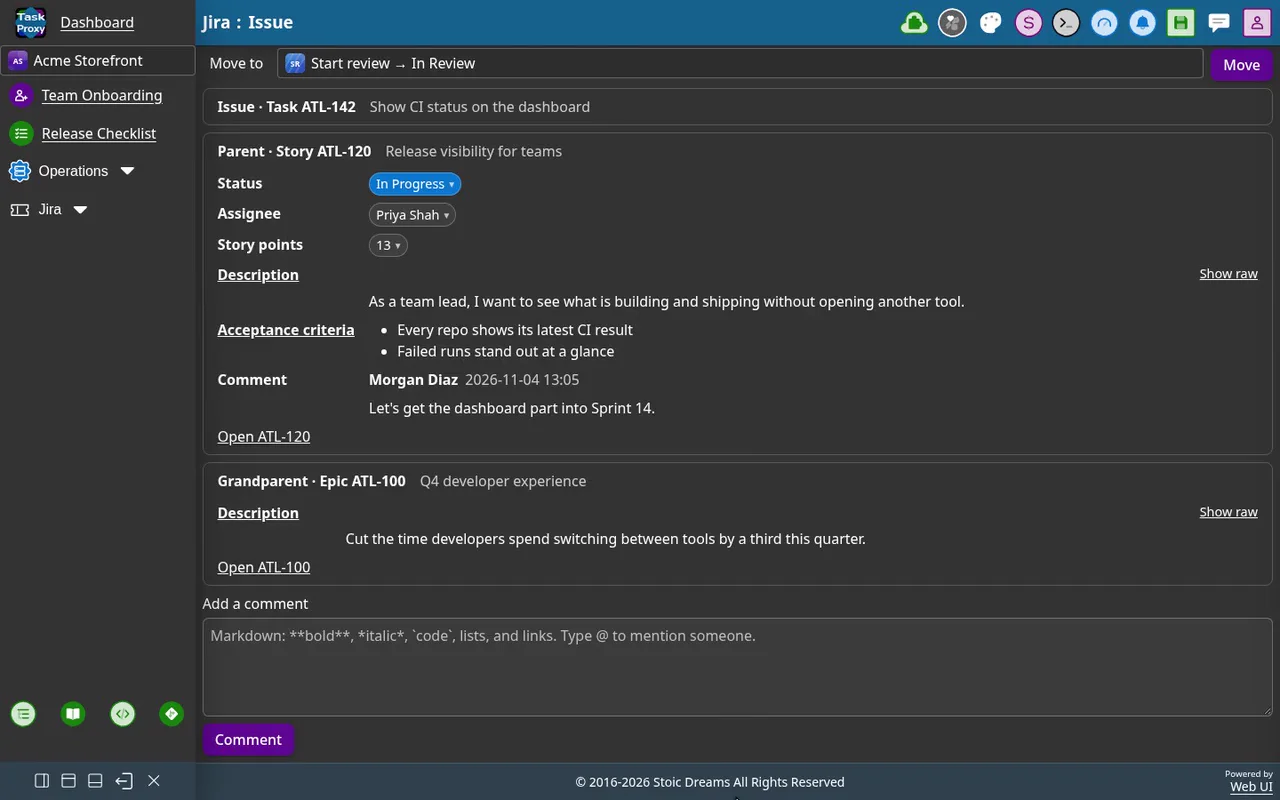 Task
Proxy
Dashboard
Jira : Issue
S
AS
Acme Storefront
Team Onboarding
Release Checklist
Operations
Jira
Move to
SR
Start review → In Review
Move
Issue · Task ATL-142 Show CI status on the dashboard
Parent · Story ATL-120 Release visibility for teams
Status In Progress ▾
Assignee Priya Shah ▾
Story points 13 ▾
Description Show raw
As a team lead, I want to see what is building and shipping without opening another tool.
Acceptance criteria • Every repo shows its latest CI result
• Failed runs stand out at a glance
Comment Morgan Diaz 2026-11-04 13:05
Let's get the dashboard part into Sprint 14.
Open ATL-120
Grandparent · Epic ATL-100 Q4 developer experience
Description Show raw
Cut the time developers spend switching between tools by a third this quarter.
Open ATL-100
Add a comment
Markdown: **bold**, *italic*, `code`, lists, and links. Type @ to mention someone.
Comment
© 2016-2026 Stoic Dreams All Rights Reserved
Powered by
Web UI